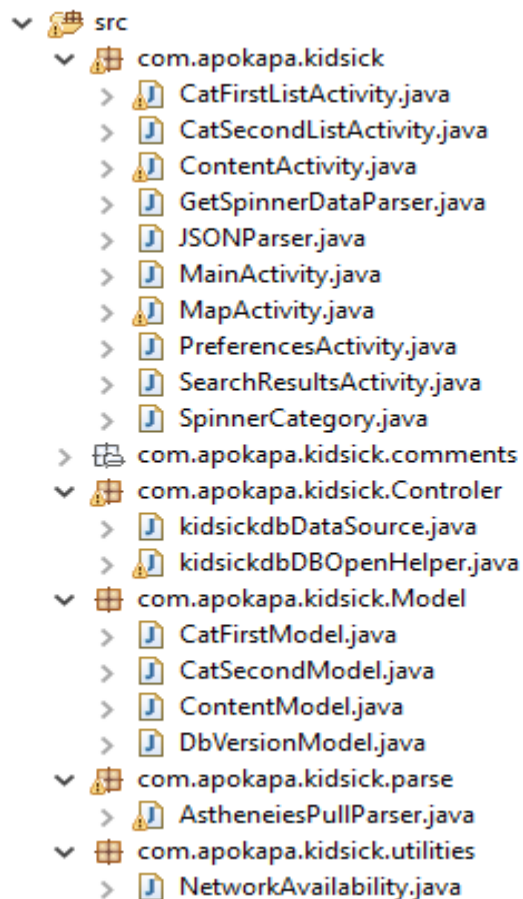 src
com.apokapa.kidsick
CatFirstListActivity.java
CatSecondListActivity.java
ContentActivity.java
GetSpinnerDataParser.java
JSONParser.java
MainActivity.java
MapActivity.java
PreferencesActivity.java
SearchResultsActivity.java
SpinnerCategory.java
com.apokapa.kidsick.comments
com.apokapa.kidsick.Controler
kidsickdbDataSource.java
kidsickdbDBOpenHelper.java
com.apokapa.kidsick.Model
CatFirstModel.java
CatSecondModel.java
ContentModel.java
DbVersionModel.java
com.apokapa.kidsick.parse
AstheneiesPullParser.java
com.apokapa.kidsick.utilities
NetworkAvailability.java